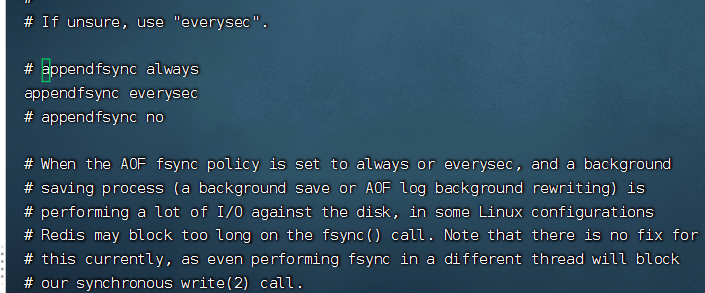 #
# If unsure, use "everysec".
# appendfsync always
appendfsync everysec
# appendfsync no
# When the AOF fsync policy is set to always or everysec, and a background
# saving process (a background save or AOF log background rewriting) is
# performing a lot of I/O against the disk, in some Linux configurations
# Redis may block too long on the fsync() call. Note that there is no fix for
# this currently, as even performing fsync in a different thread will block
# our synchronous write(2) call.